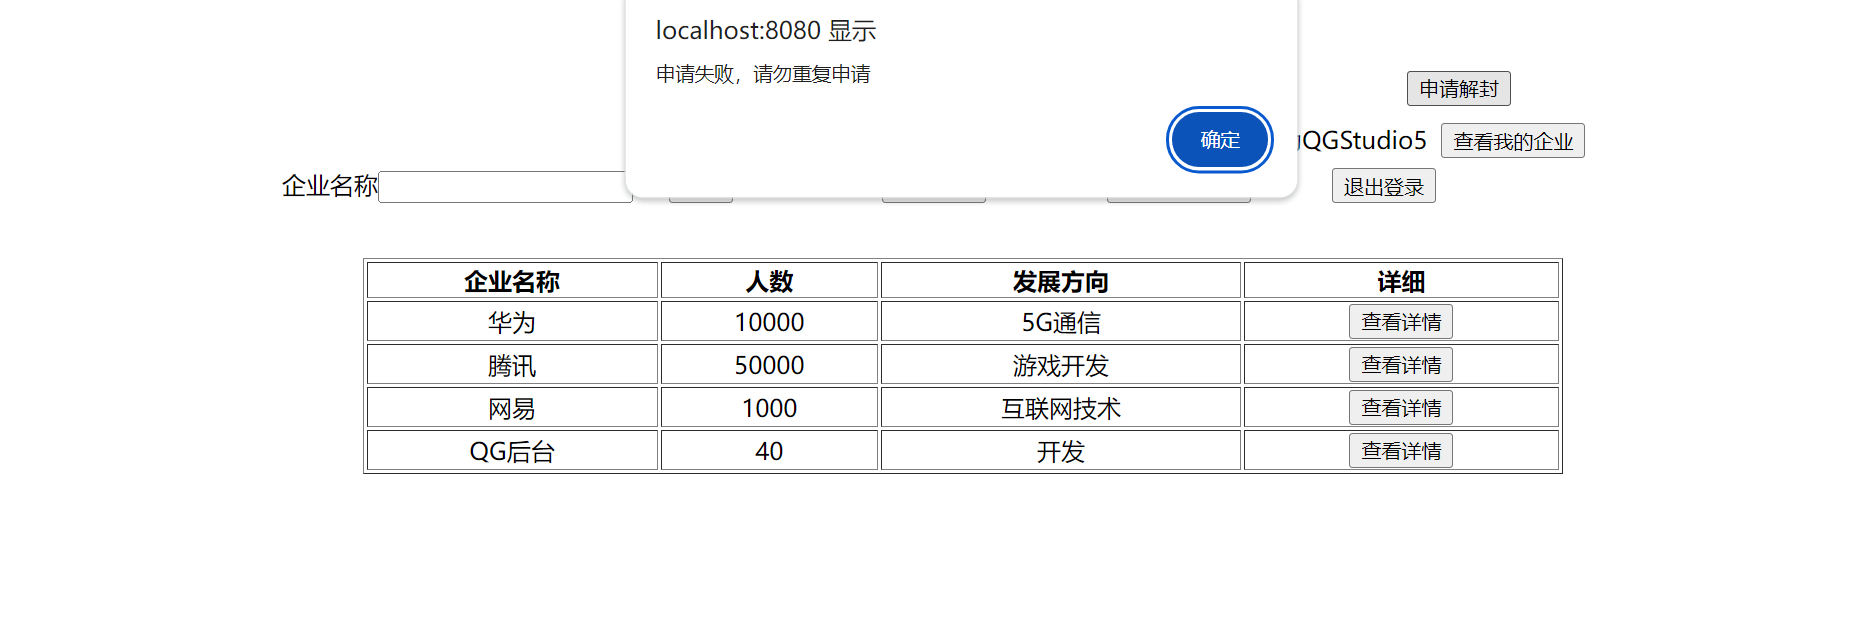 localhost:8080 显示
申请失败，请勿重复申请
申请解封
确定
QGStudio5 查看我的企业
企业名称 退出登录
企业名称 人数 发展方向 详细
华为 10000 5G通信 查看详情
腾讯 50000 游戏开发 查看详情
网易 1000 互联网技术 查看详情
QG后台 40 开发 查看详情